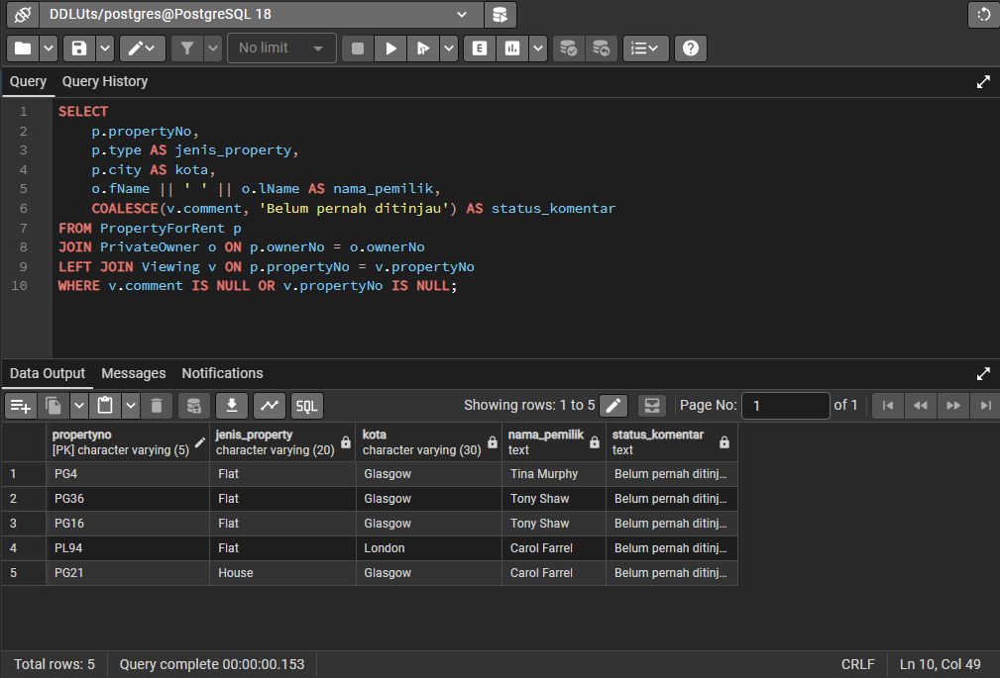 DDLUts/postgres@PostgreSQL 18
No limit
E
Query Query History
1 SELECT
2 p.propertyNo,
3 p.type AS jenis_property,
4 p.city AS kota,
5 o.fName || ' ' || o.lName AS nama_pemilik,
6 COALESCE(v.comment, 'Belum pernah ditinjau') AS status_komentar
7 FROM PropertyForRent p
8 JOIN PrivateOwner o ON p.ownerNo = o.ownerNo
9 LEFT JOIN Viewing v ON p.propertyNo = v.propertyNo
10 WHERE v.comment IS NULL OR v.propertyNo IS NULL;
Data Output Messages Notifications
SQL Showing rows: 1 to 5 Page No: 1 of 1
propertyno jenis_property kota nama_pemilik status_komentar
[PK] character varying (5) character varying (20) character varying (30) text text
1 PG4 Flat Glasgow Tina Murphy Belum pernah ditinj...
2 PG36 Flat Glasgow Tony Shaw Belum pernah ditinj...
3 PG16 Flat Glasgow Tony Shaw Belum pernah ditinj...
4 PL94 Flat London Carol Farrel Belum pernah ditinj...
5 PG21 House Glasgow Carol Farrel Belum pernah ditinj...
Total rows: 5 Query complete 00:00:00.153 CRLF Ln 10, Col 49